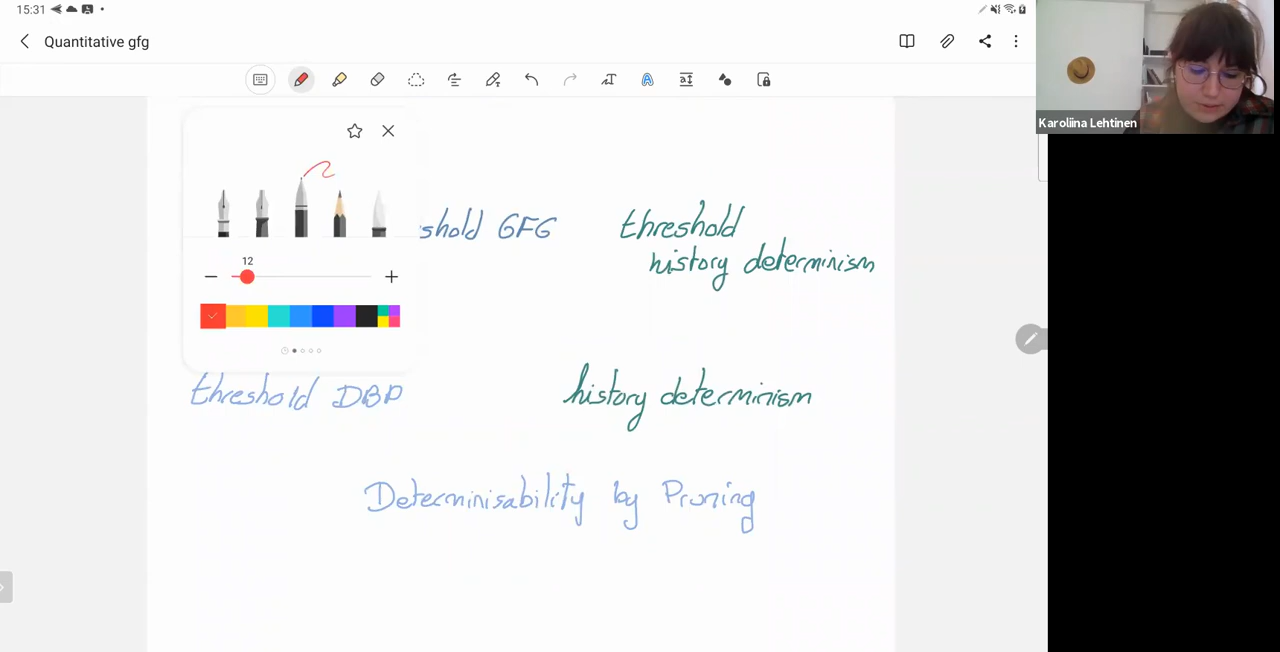 15:31
Quantitative gfg
Karoliina Lehtinen
12
shold GFG
threshold
history determinism
threshold DBP
history determinism
Determinisability by Pruning